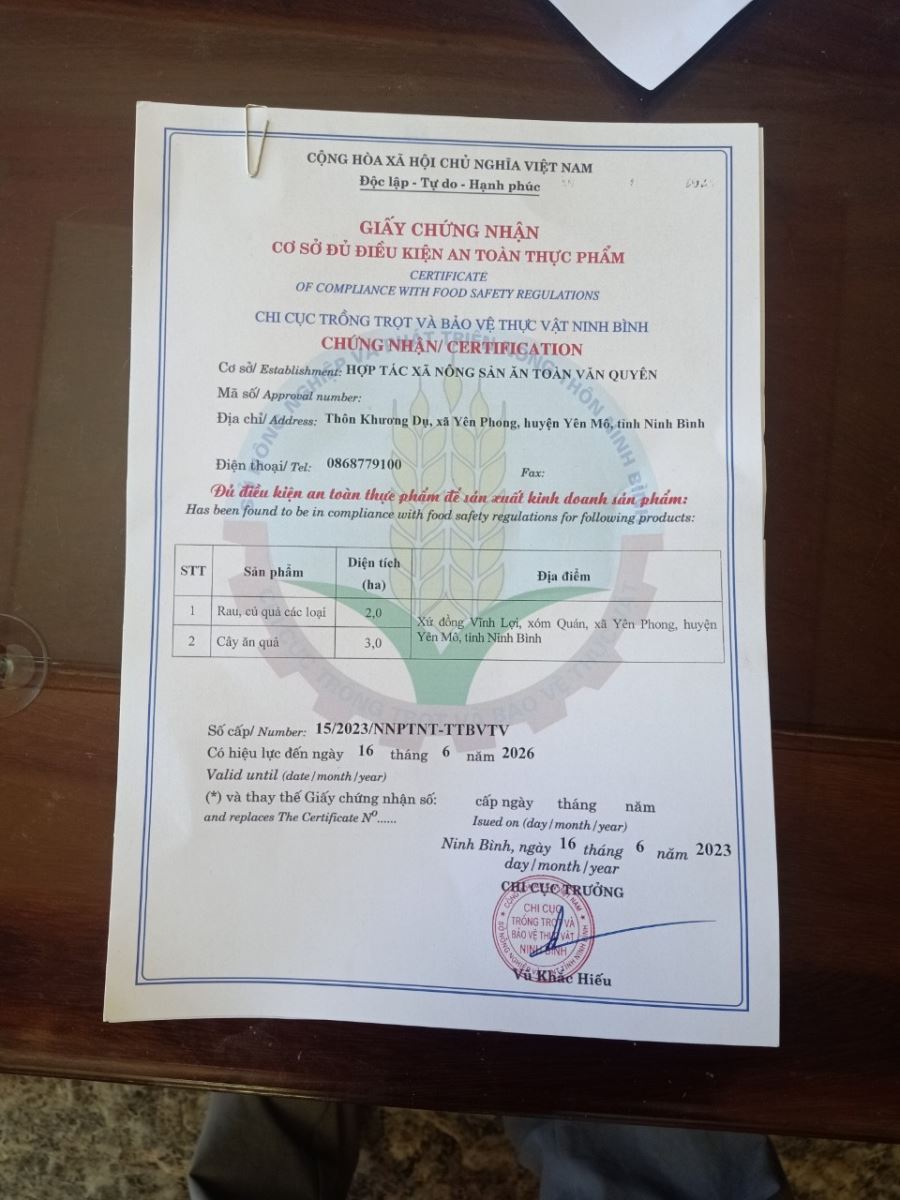 CỘNG HÒA XÃ HỘI CHỦ NGHĨA VIỆT NAM
Độc lập - Tự do - Hạnh phúc
GIẤY CHỨNG NHẬN
CƠ SỞ ĐỦ ĐIỀU KIỆN AN TOÀN THỰC PHẨM
CERTIFICATE
OF COMPLIANCE WITH FOOD SAFETY REGULATIONS
CHI CỤC TRỒNG TRỌT VÀ BẢO VỆ THỰC VẬT NINH BÌNH
CHỨNG NHẬN/ CERTIFICATION
Cơ sở/ Establishment: HỢP TÁC XÃ NÔNG SẢN ĂN TOÀN VĂN QUYÊN
Mã số/ Approval number:
Địa chỉ/ Address: Thôn Khương Dụ, xã Yên Phong, huyện Yên Mô, tỉnh Ninh Bình
Điện thoại/ Tel: 0868779100 Fax:
Đủ điều kiện an toàn thực phẩm để sản xuất kinh doanh sản phẩm:
Has been found to be in compliance with food safety regulations for following products:
STT Sản phẩm Diện tích (ha) Địa điểm
1 Rau, củ quả các loại 2,0 Xứ đồng Vĩnh Lợi, xóm Quán, xã Yên Phong, huyện
2 Cây ăn quả 3,0 Yên Mô, tỉnh Ninh Bình
Số cấp/ Number: 15/2023/NNPTNT-TTBVTV
Có hiệu lực đến ngày 16 tháng 6 năm 2026
Valid until (date/month/year)
(*) và thay thế Giấy chứng nhận số: cấp ngày tháng năm
and replaces The Certificate Nº...... Isued on (day/month/year)
Ninh Bình, ngày 16 tháng 6 năm 2023
day/month/year
CHI CỤC TRƯỞNG
CHI CỤC
TRỒNG TRỌT VÀ
BẢO VỆ THỰC VẬT
NINH BÌNH
Vũ Khắc Hiếu